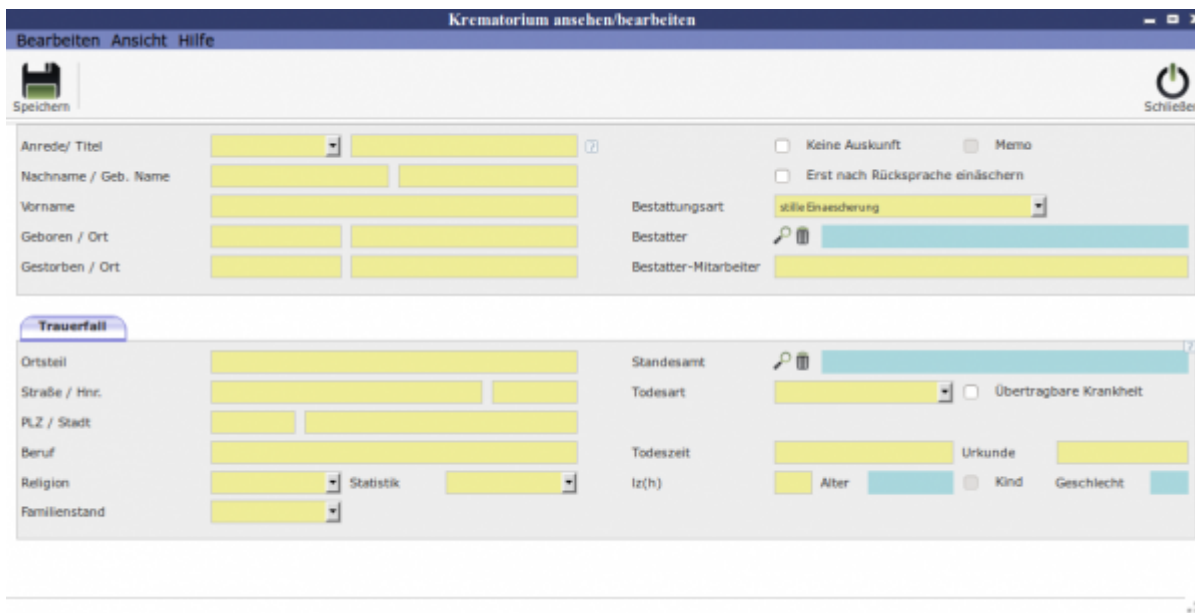 Krematorium ansehen/bearbeiten
Bearbeiten Ansicht Hilfe
Speichern
Schließen
Anrede/ Titel
?
Keine Auskunft
Memo
Nachname / Geb. Name
Erst nach Rücksprache einäschern
Vorname
Bestattungsart
stille Einaescherung
Geboren / Ort
Bestatter
Gestorben / Ort
Bestatter-Mitarbeiter
Trauerfall
?
Ortsteil
Standesamt
Straße / Hnr.
Todesart
Übertragbare Krankheit
PLZ / Stadt
Beruf
Todeszeit
Urkunde
Religion
Statistik
Iz(h)
Alter
Kind
Geschlecht
Familienstand